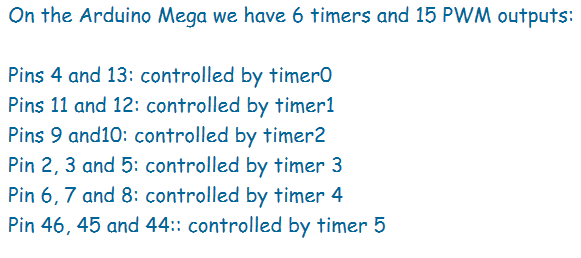 On the Arduino Mega we have 6 timers and 15 PWM outputs:
Pins 4 and 13: controlled by timer0
Pins 11 and 12: controlled by timer1
Pins 9 and10: controlled by timer2
Pin 2, 3 and 5: controlled by timer 3
Pin 6, 7 and 8: controlled by timer 4
Pin 46, 45 and 44:: controlled by timer 5